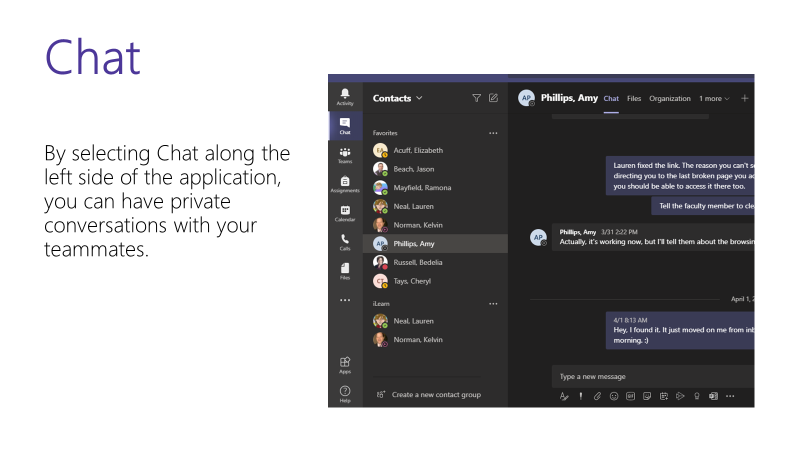 Chat
By selecting Chat along the
left side of the application,
you can have private
conversations with your
teammates.
Activity
Chat
Teams
Assignments
Calendar
Calls
Files
Apps
Help
Contacts
Favorites
Acuff, Elizabeth
Beach, Jason
Mayfield, Ramona
Neal, Lauren
Norman, Kelvin
AP Phillips, Amy
Russell, Bedelia
Tays, Cheryl
iLearn
Neal, Lauren
Norman, Kelvin
Create a new contact group
AP Phillips, Amy Chat Files Organization 1 more
Lauren fixed the link. The reason you can't s
directing you to the last broken page you a
you should be able to access it there too.
Tell the faculty member to cle
AP
Phillips, Amy 3/31 2:22 PM
Actually, it's working now, but I'll tell them about the browsin
April 1, 2
4/1 8:13 AM
Hey, I found it. It just moved on me from inb
morning. :)
Type a new message